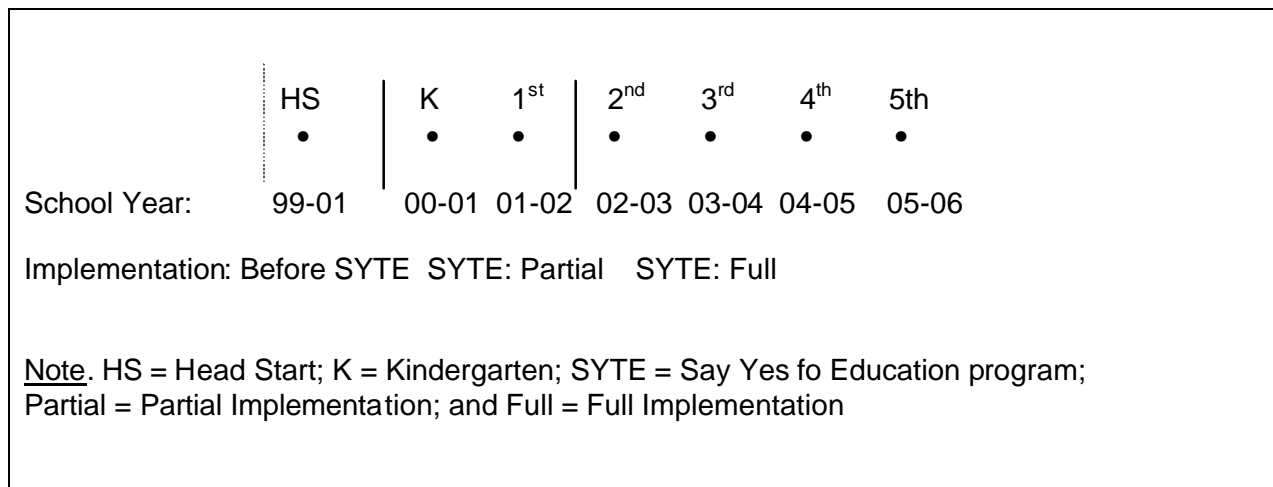 HS K 1st 2nd 3rd 4th 5th
• • • • • • •
School Year: 99-01 00-01 01-02 02-03 03-04 04-05 05-06
Implementation: Before SYTE SYTE: Partial SYTE: Full
Note. HS = Head Start; K = Kindergarten; SYTE = Say Yes fo Education program;
Partial = Partial Implementation; and Full = Full Implementation